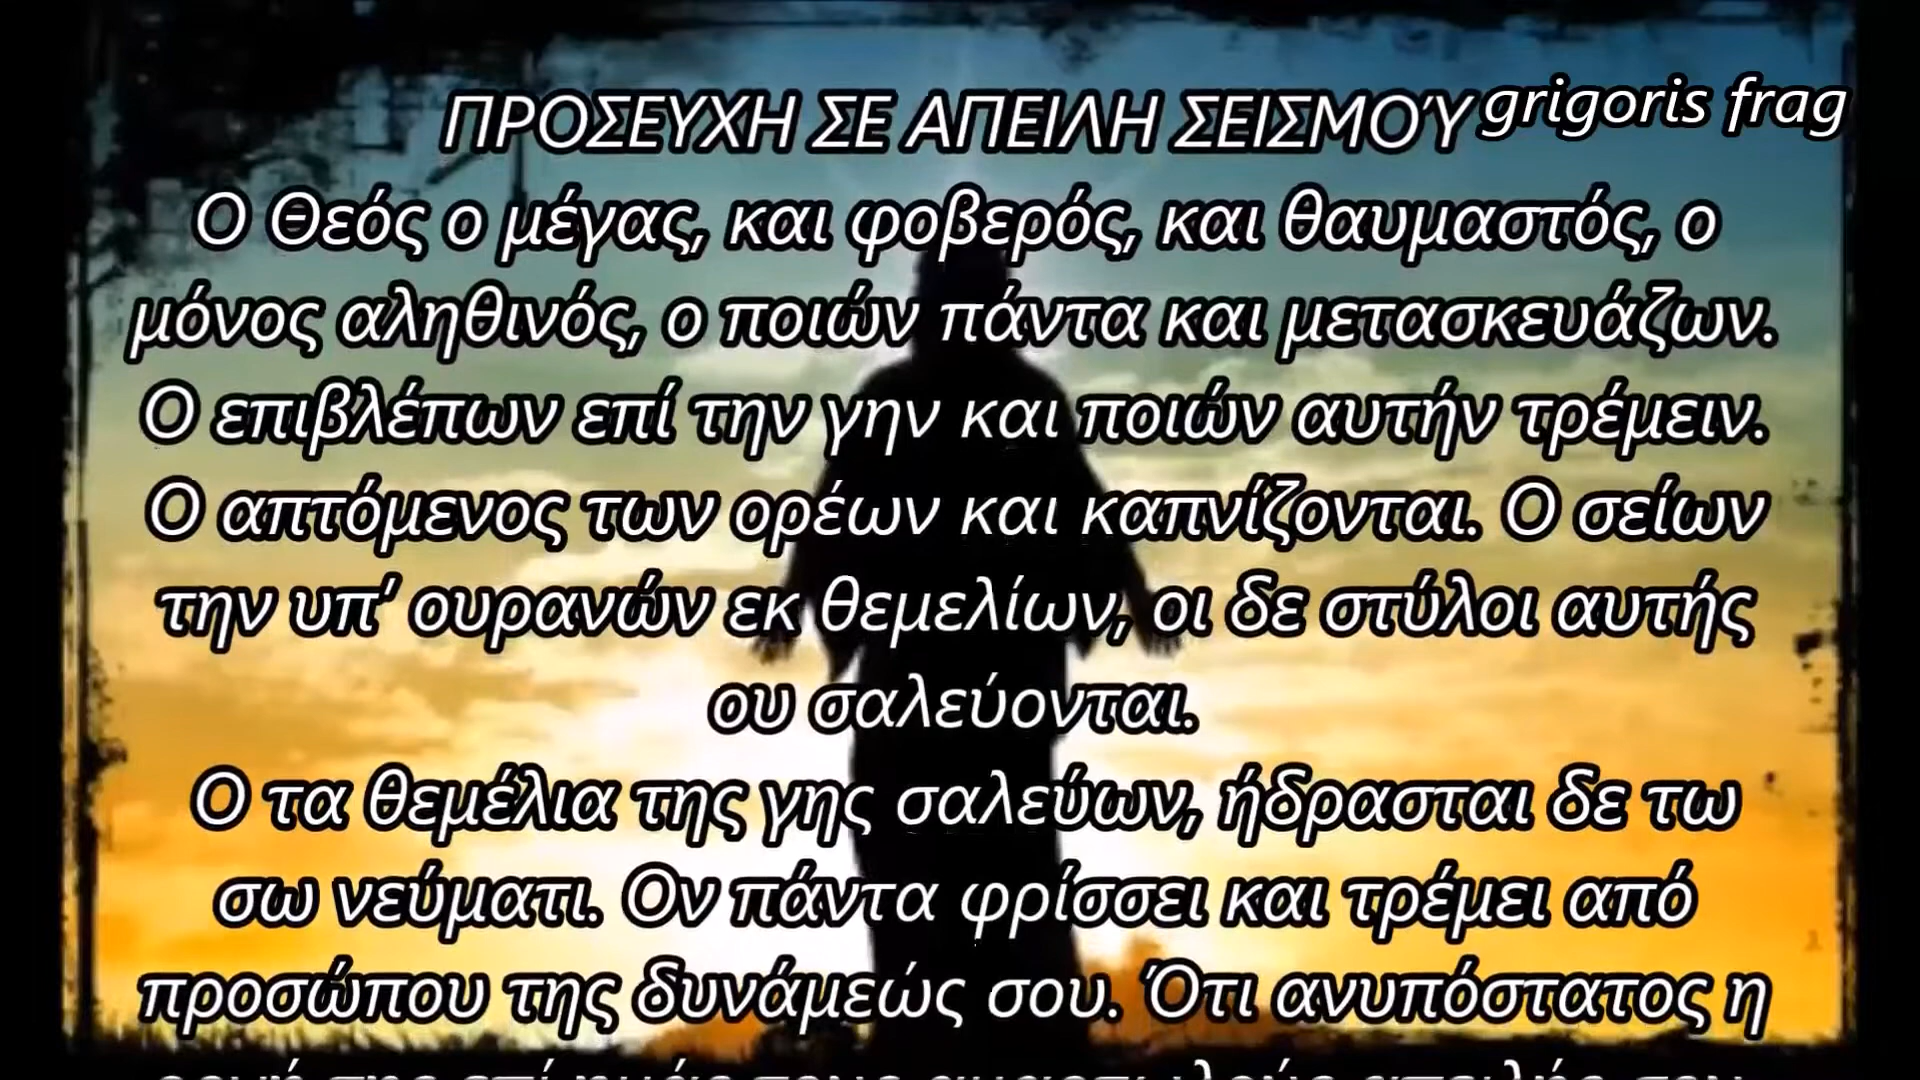 ΠΡΟΣΕΥΧΗ ΣΕ ΑΠΕΙΛΗ ΣΕΙΣΜΟΎ grigoris frag
Ο Θεός ο μέγας, και φοβερός, και θαυμαστός, ο
μόνος αληθινός, ο ποιών πάντα και μετασκευάζων.
Ο επιβλέπων επί την γην και ποιών αυτήν τρέμειν.
Ο απτόμενος των ορέων και καπνίζονται. Ο σείων
την υπ’ ουρανών εκ θεμελίων, οι δε στύλοι αυτής
ου σαλεύονται.
Ο τα θεμέλια της γης σαλεύων, ήδρασται δε τω
σω νεύματι. Ον πάντα φρίσσει και τρέμει από
προσώπου της δυνάμεώς σου. Ότι ανυπόστατος η